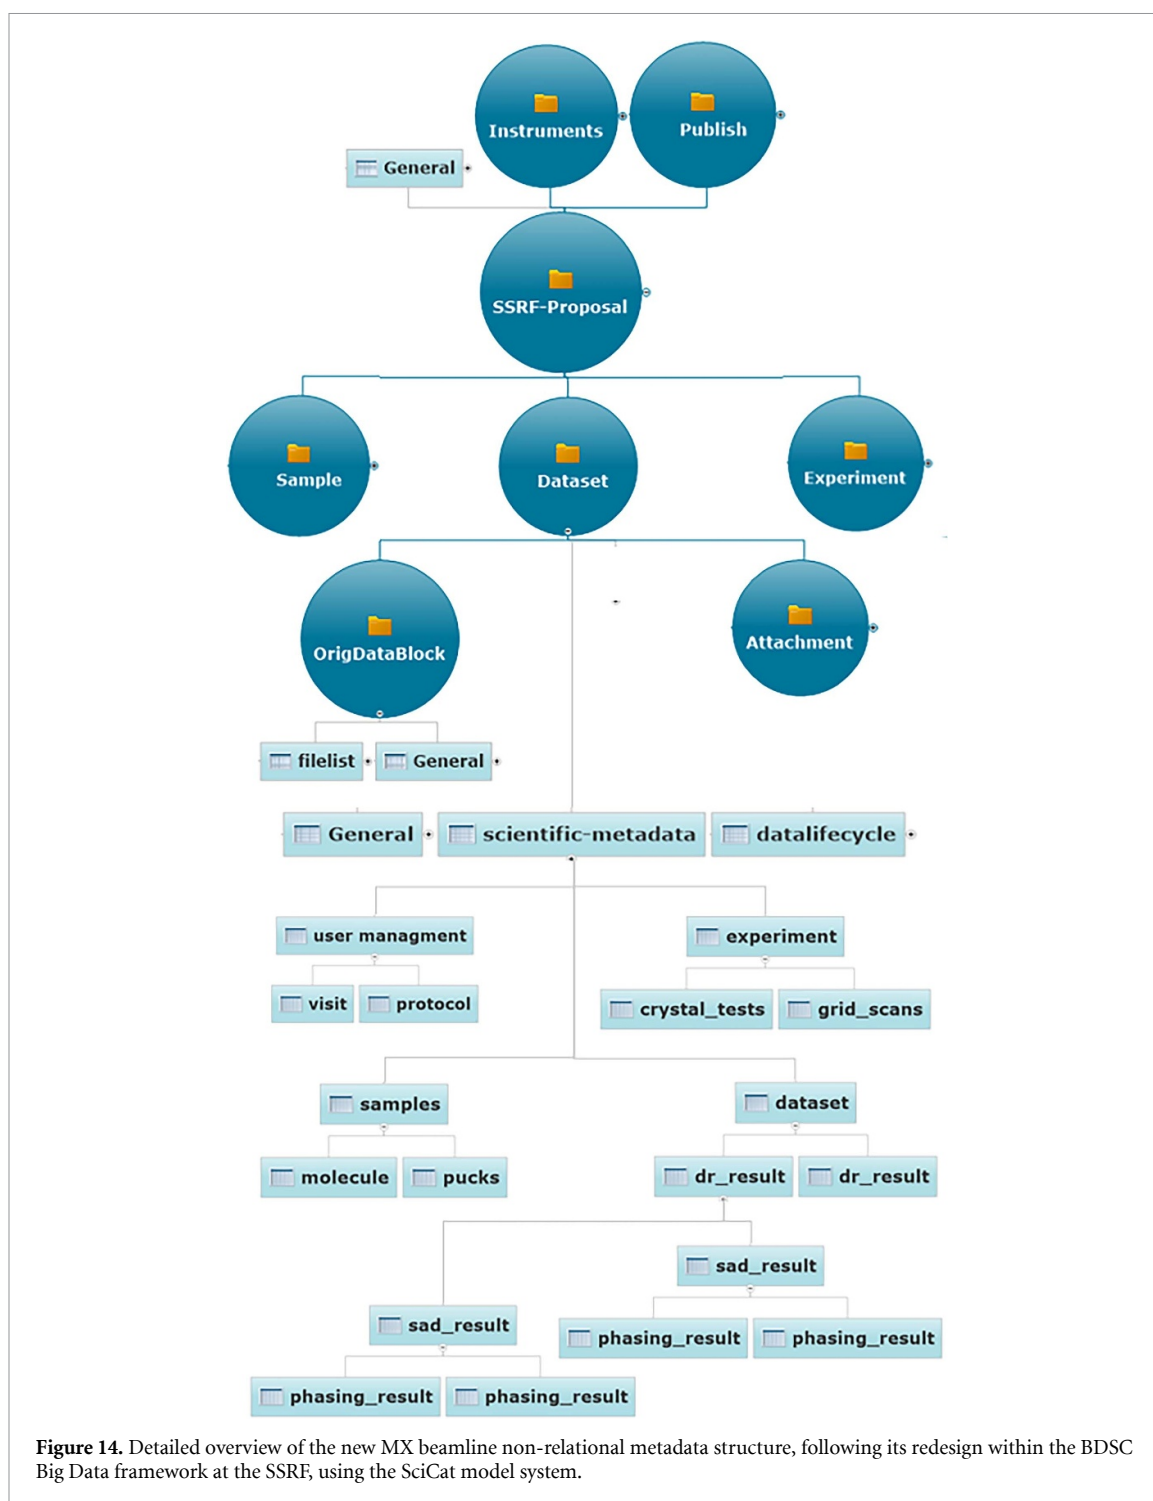 Instruments
Publish
General
SSRF-Proposal
Sample
Dataset
Experiment
OrigDataBlock
Attachment
filelist
General
General
scientific-metadata
datalifecycle
user managment
experiment
visit
protocol
crystal_tests
grid_scans
samples
dataset
molecule
pucks
dr_result
dr_result
sad_result
sad_result
phasing_result
phasing_result
phasing_result
phasing_result
Figure 14. Detailed overview of the new MX beamline non-relational metadata structure, following its redesign within the BDSC
Big Data framework at the SSRF, using the SciCat model system.